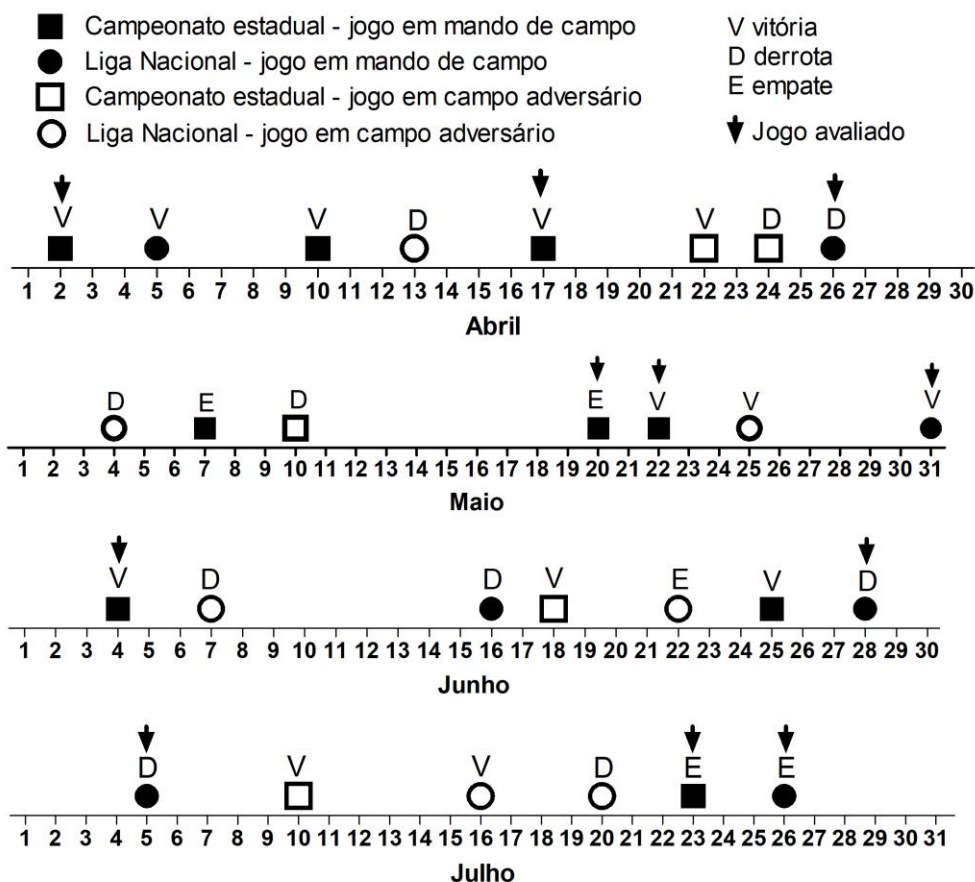 Campeonato estadual - jogo em mando de campo
Liga Nacional - jogo em mando de campo
Campeonato estadual - jogo em campo adversário
Liga Nacional - jogo em campo adversário
V vitória
D derrota
E empate
Jogo avaliado
V V V D V V D D
1 2 3 4 5 6 7 8 9 10 11 12 13 14 15 16 17 18 19 20 21 22 23 24 25 26 27 28 29 30
Abril
D E D E V V V
1 2 3 4 5 6 7 8 9 10 11 12 13 14 15 16 17 18 19 20 21 22 23 24 25 26 27 28 29 30 31
Maio
V D D V E V D
1 2 3 4 5 6 7 8 9 10 11 12 13 14 15 16 17 18 19 20 21 22 23 24 25 26 27 28 29 30
Junho
D V V D E E
1 2 3 4 5 6 7 8 9 10 11 12 13 14 15 16 17 18 19 20 21 22 23 24 25 26 27 28 29 30 31
Julho